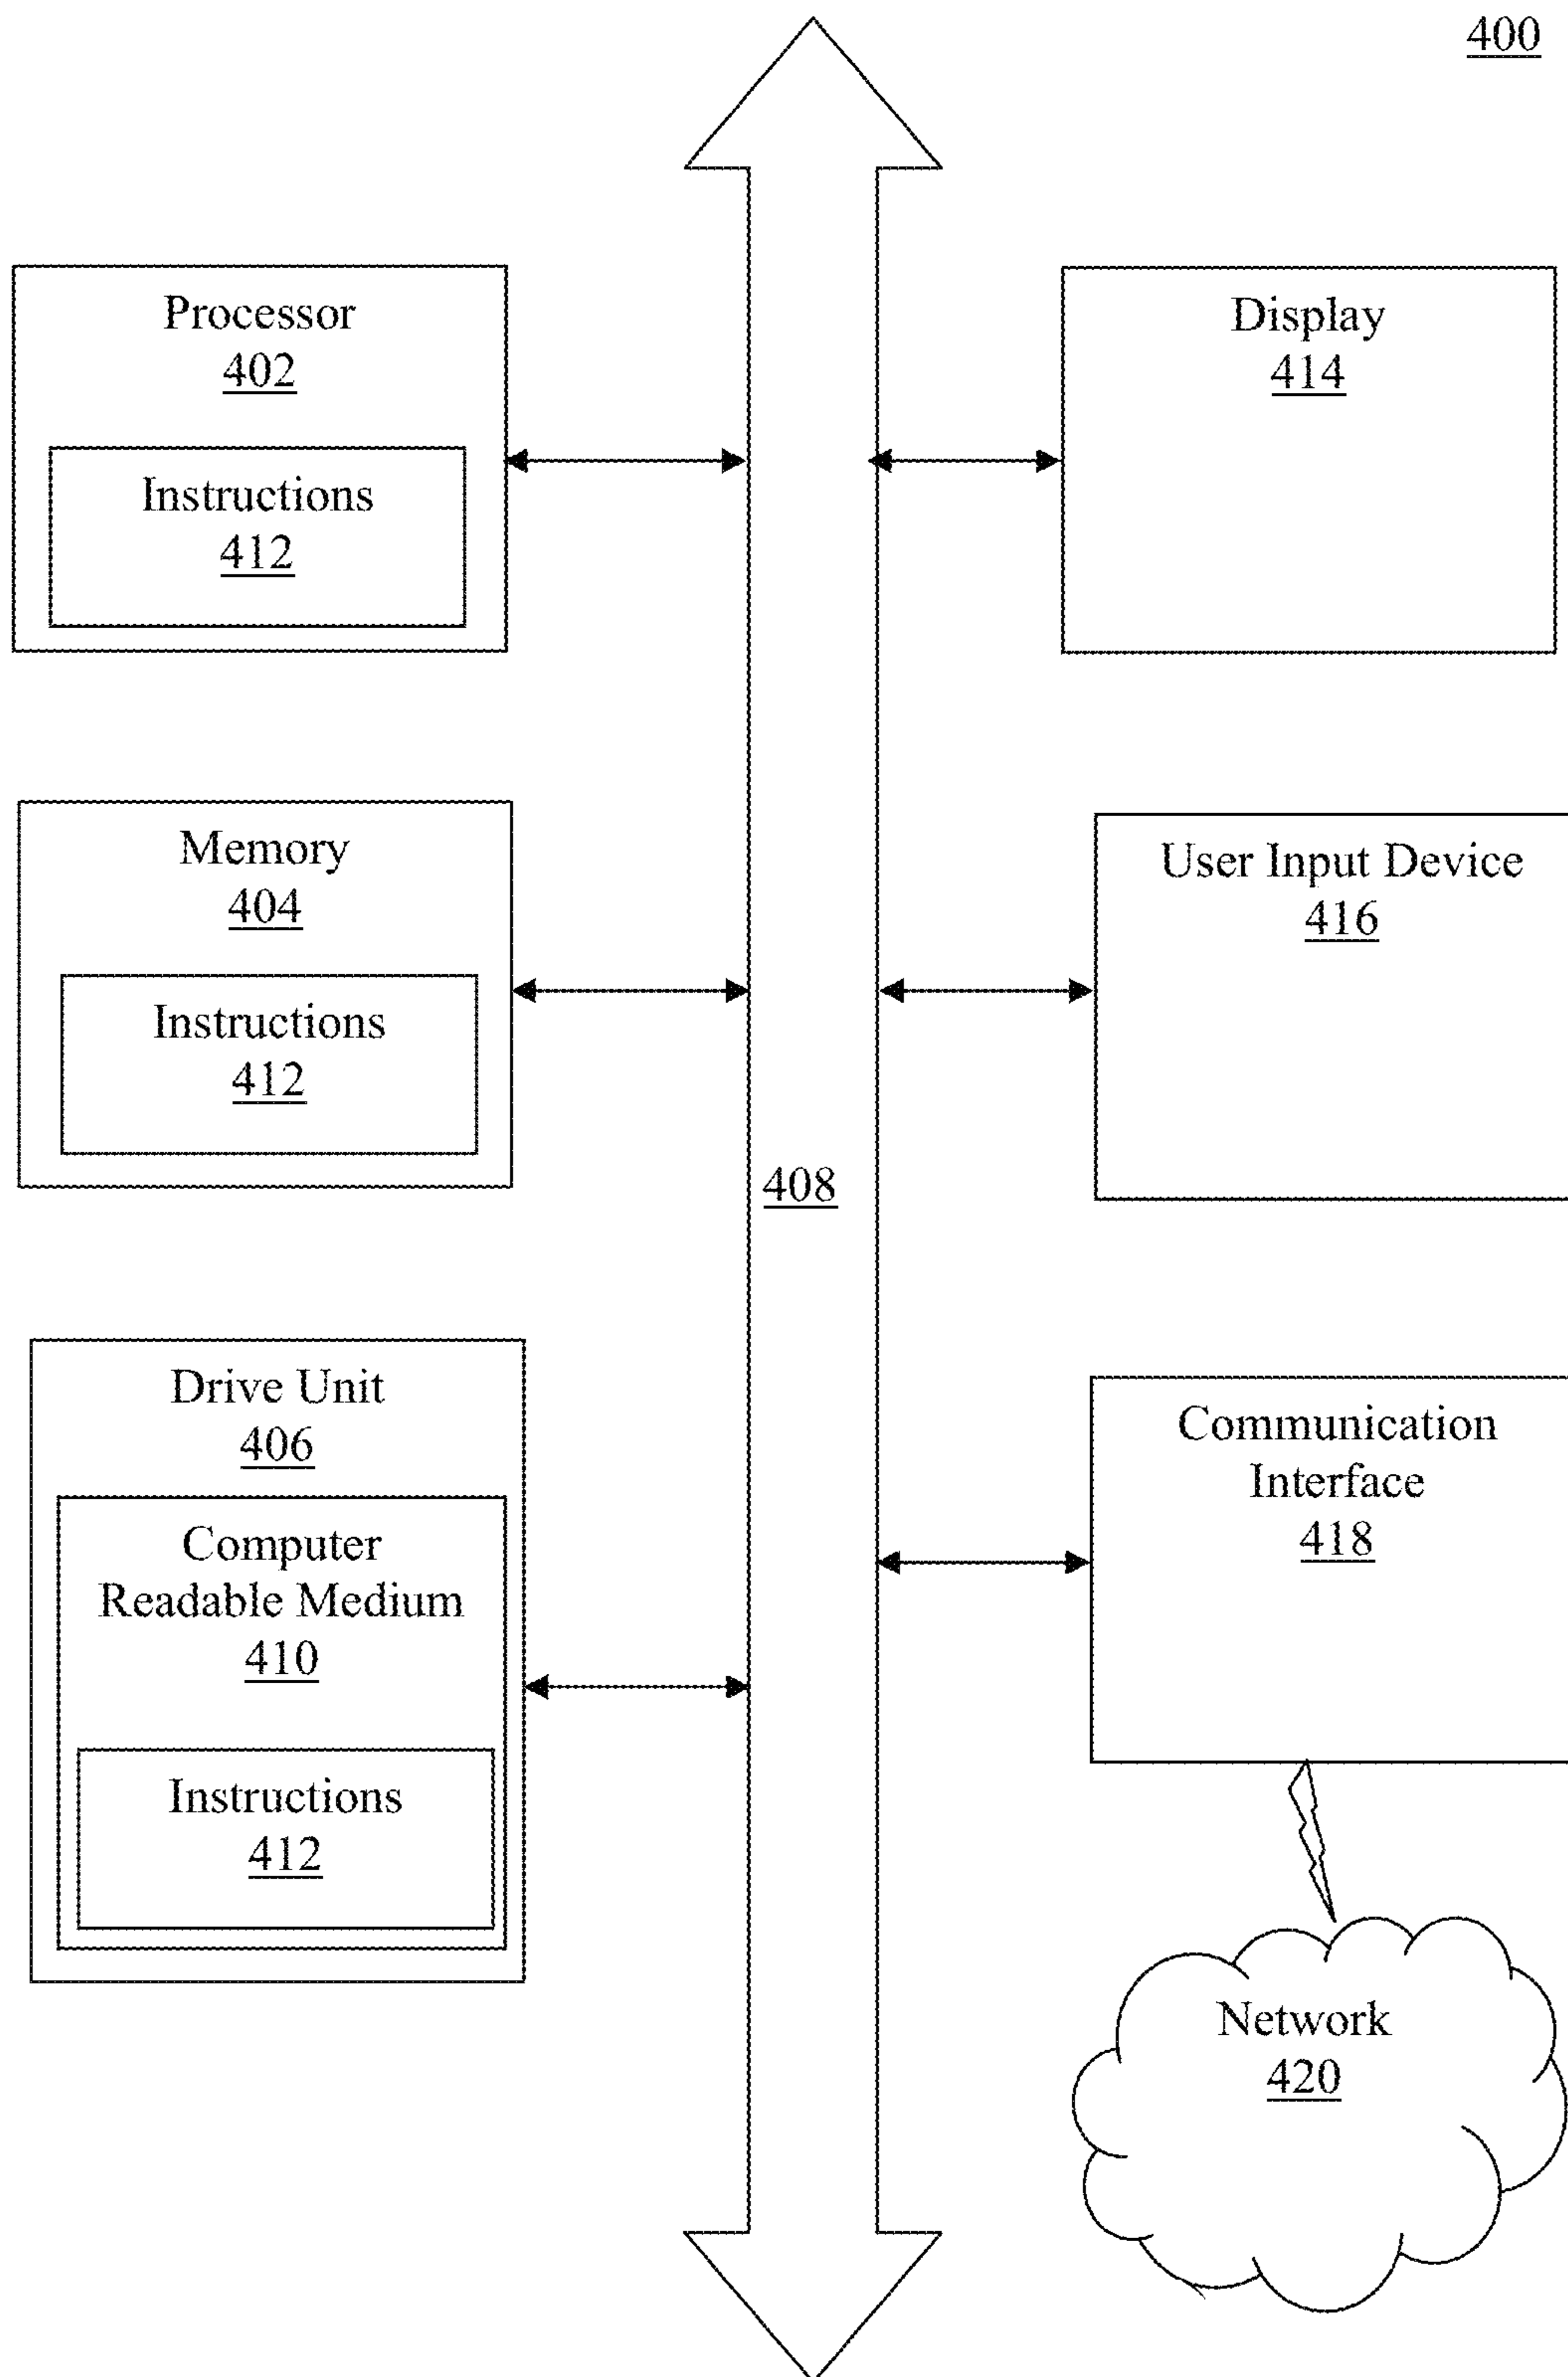 400
Processor
402
Instructions
412
Display
414
Memory
404
Instructions
412
User Input Device
416
408
Drive Unit
406
Computer
Readable Medium
410
Instructions
412
Communication
Interface
418
Network
420